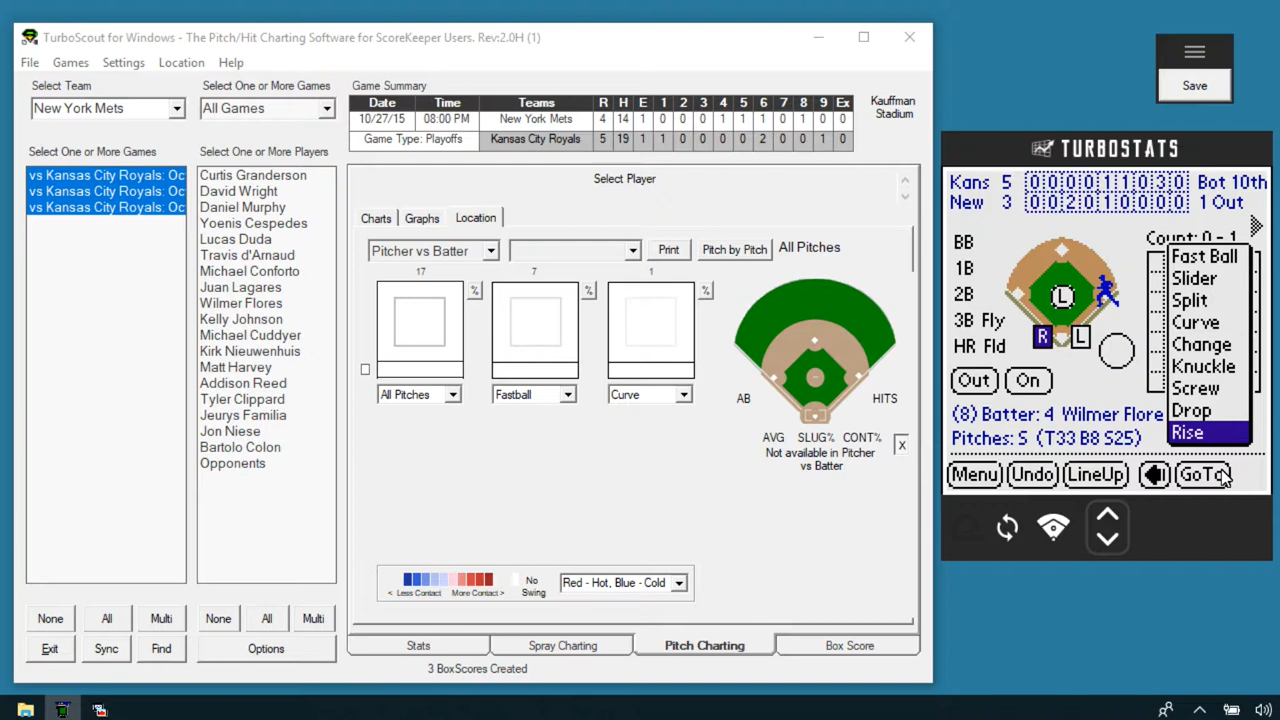 TurboScout for Windows - The Pitch/Hit Charting Software for ScoreKeeper Users. Rev:2.0H (1)
File Games Settings Location Help
Select Team
New York Mets
Select One or More Games
All Games
Select One or More Games
vs Kansas City Royals: Oc
vs Kansas City Royals: Oc
vs Kansas City Royals: Oc
Select One or More Players
Curtis Granderson
David Wright
Daniel Murphy
Yoenis Cespedes
Lucas Duda
Travis d'Arnaud
Michael Conforto
Juan Lagares
Wilmer Flores
Kelly Johnson
Michael Cuddyer
Kirk Nieuwenhuis
Matt Harvey
Addison Reed
Tyler Clippard
Jeurys Familia
Jon Niese
Bartolo Colon
Opponents
None All Multi None All Multi
Exit Sync Find Options
Game Summary
Date Time Teams R H E 1 2 3 4 5 6 7 8 9 Ex
10/27/15 08:00 PM New York Mets 4 14 1 0 0 0 1 1 1 0 1 0 0
Game Type: Playoffs Kansas City Royals 5 19 1 1 0 0 0 0 2 0 0 1 0
Kauffman
Stadium
Select Player
Charts Graphs Location
Pitcher vs Batter Print Pitch by Pitch All Pitches
17 7 1
% % %
All Pitches Fastball Curve
AB HITS
AVG SLUG% CONT%
Not available in Pitcher
vs Batter
X
< Less Contact More Contact >
No
Swing
Red - Hot, Blue - Cold
Stats Spray Charting Pitch Charting Box Score
3 BoxScores Created
Save
TURBOSTATS
Kans 5 0 0 0 0 1 1 0 3 0 Bot 10th
New 3 0 0 2 0 1 0 0 0 0 1 Out
Count: 0 - 1
BB
1B
2B
3B Fly
HR Fld
L
R L
Out On
Fast Ball
Slider
Split
Curve
Change
Knuckle
Screw
Drop
Rise
(8) Batter: 4 Wilmer Flore
Pitches: S (T33 B8 S25)
Menu Undo LineUp GoTo